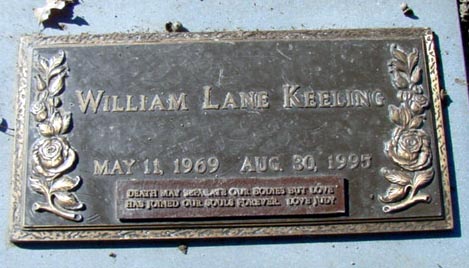 WILLIAM LANE KEELING
MAY 11, 1969 AUG. 30, 1995
DEATH MAY SEPARATE OUR BODIES BUT LOVE
HAS JOINED OUR SOULS FOREVER. LOVE JUDY